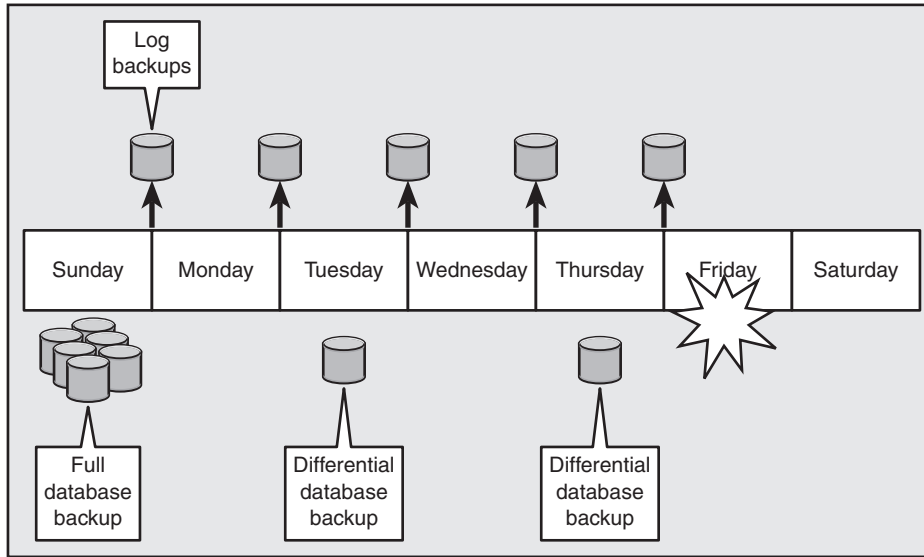 Log
backups
Sunday
Monday
Tuesday
Wednesday
Thursday
Friday
Saturday
Full
database
backup
Differential
database
backup
Differential
database
backup